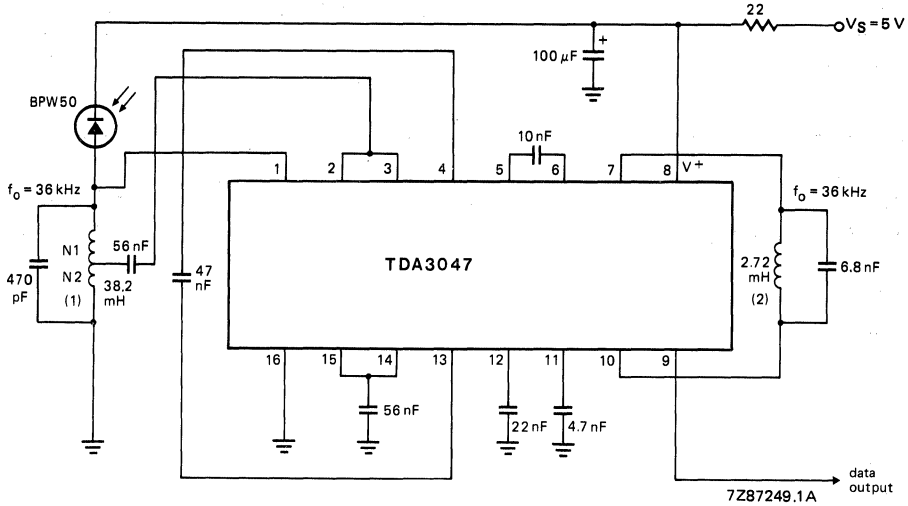 22
V_S = 5 V
100 µF
+
BPW50
10 nF
1
2
3
4
5
6
7
8
V+
f_o = 36 kHz
f_o = 36 kHz
N1
56 nF
470
pF
N2
(1)
38.2
mH
47
nF
TDA3047
2.72
mH
(2)
6.8 nF
16
15
14
13
12
11
10
9
56 nF
22 nF
4.7 nF
data
output
7Z87249.1A